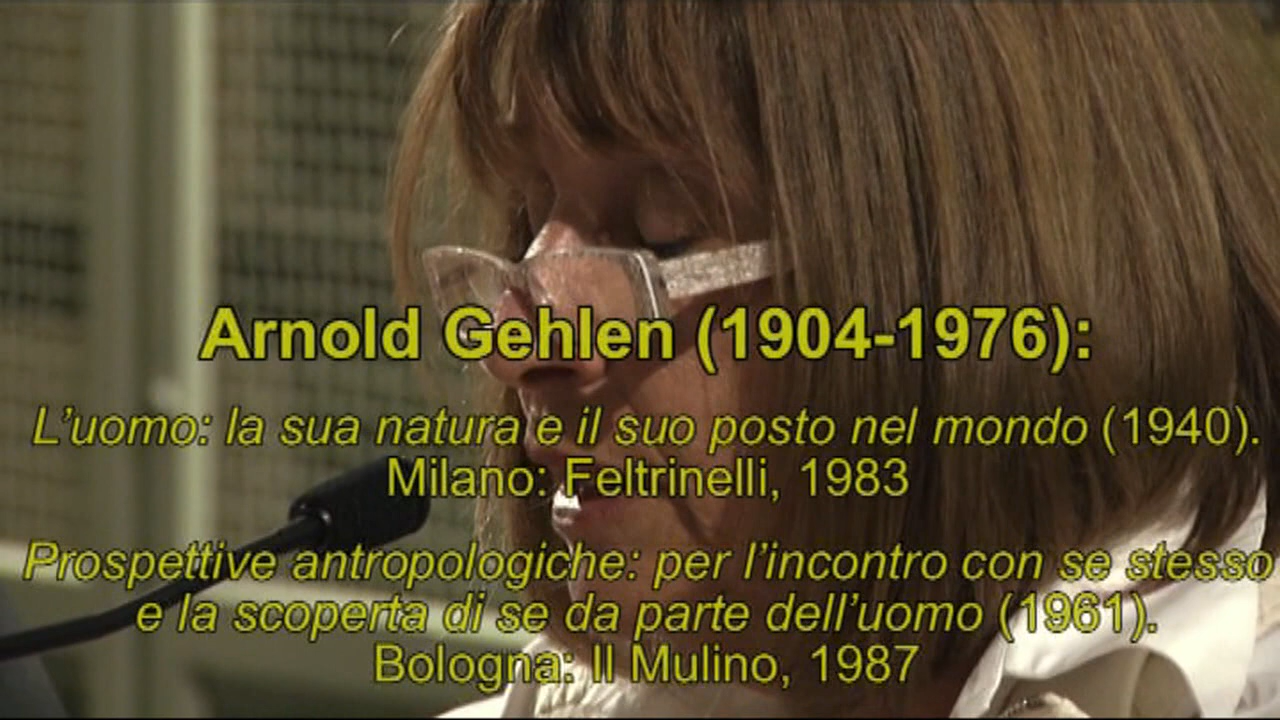 Arnold Gehlen (1904-1976):
L’uomo: la sua natura e il suo posto nel mondo (1940).
Milano: Feltrinelli, 1983
Prospettive antropologiche: per l’incontro con se stesso
e la scoperta di se da parte dell’uomo (1961).
Bologna: Il Mulino, 1987